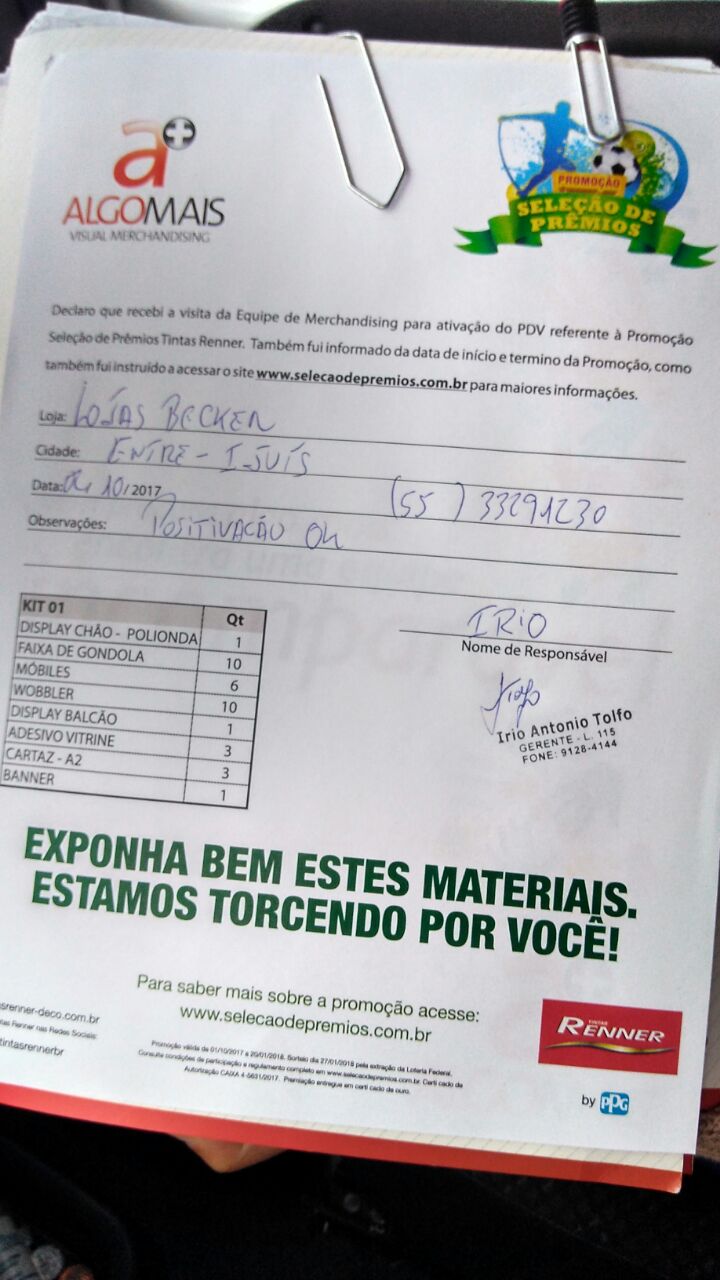 a+
ALGOMAIS
VISUAL MERCHANDISING
PROMOÇÃO
SELEÇÃO DE
PRÊMIOS
Declaro que recebi a visita da Equipe de Merchandising para ativação do PDV referente à Promoção
Seleção de Prêmios Tintas Renner. Também fui informado da data de início e termino da Promoção, como
também fui instruído a acessar o site www.selecaodepremios.com.br para maiores informações.
Loja: LOJAS BECKER
Cidade: ENTRE-IJUÍS
Data: /10/2017 (55) 33291230
Observações: POSITIVAÇÃO OK
KIT 01 Qt
DISPLAY CHÃO - POLIONDA 1
FAIXA DE GONDOLA 10
MÓBILES 6
WOBBLER 10
DISPLAY BALCÃO 1
ADESIVO VITRINE 3
CARTAZ - A2 3
BANNER 1
IRIO
Nome de Responsável
Irio Antonio Tolfo
GERENTE - L. 115
FONE: 9128-4144
EXPONHA BEM ESTES MATERIAIS.
ESTAMOS TORCENDO POR VOCÊ!
Para saber mais sobre a promoção acesse:
www.selecaodepremios.com.br
srenner-deco.com.br
tas Renner nas Redes Sociais:
tintasrennerbr
Promoção válida de 01/10/2017 a 20/01/2018. Sorteio dia 27/01/2018 pela extração da Loteria Federal.
Consulte condições de participação e regulamento completo em www.selecaodepremios.com.br. Certi cado de
Autorização CAIXA 4-5631/2017. Premiação entregue em certi cado de ouro.
TINTAS
RENNER
by PPG